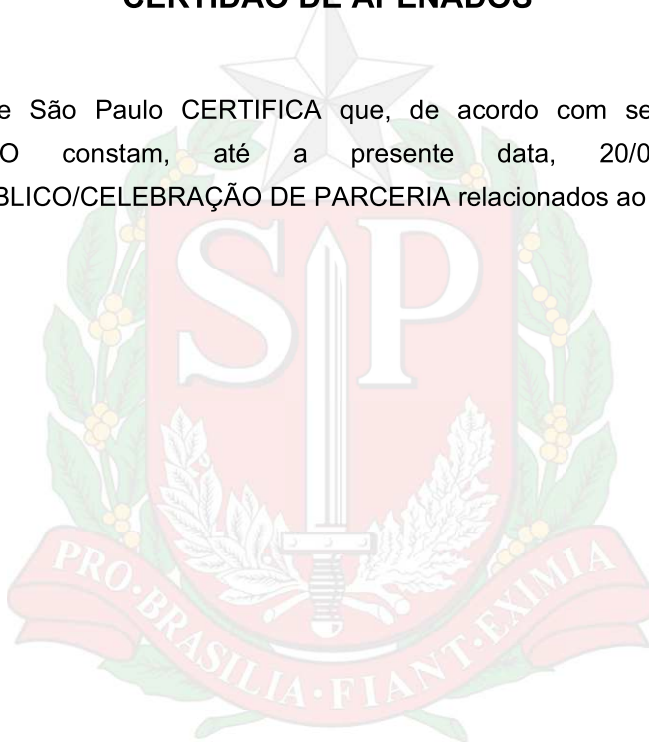 CERTIDÃO DE APENADOS
e São Paulo CERTIFICA que, de acordo com se
O constam, até a presente data, 20/0
BLICO/CELEBRAÇÃO DE PARCERIA relacionados ao
SP
PRO·BRASILIA·FIANT·EXIMIA